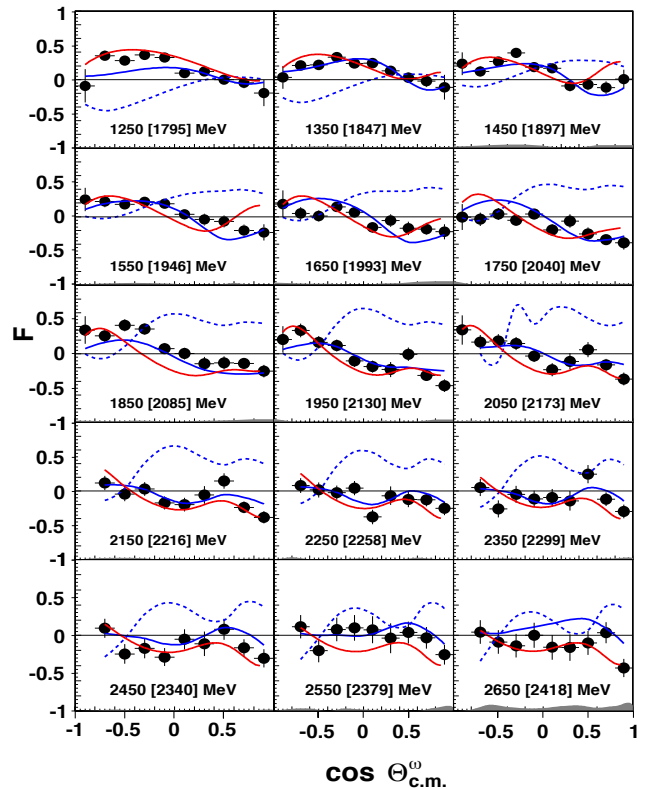 1
0.5
0
-0.5
-1
1250 [1795] MeV
1350 [1847] MeV
1450 [1897] MeV
0.5
0
-0.5
-1
1550 [1946] MeV
1650 [1993] MeV
1750 [2040] MeV
F
0.5
0
-0.5
-1
1850 [2085] MeV
1950 [2130] MeV
2050 [2173] MeV
0.5
0
-0.5
-1
2150 [2216] MeV
2250 [2258] MeV
2350 [2299] MeV
0.5
0
-0.5
-1
2450 [2340] MeV
2550 [2379] MeV
2650 [2418] MeV
-1 -0.5 0 0.5 -0.5 0 0.5 -0.5 0 0.5 1
cos Θ^ω_c.m.